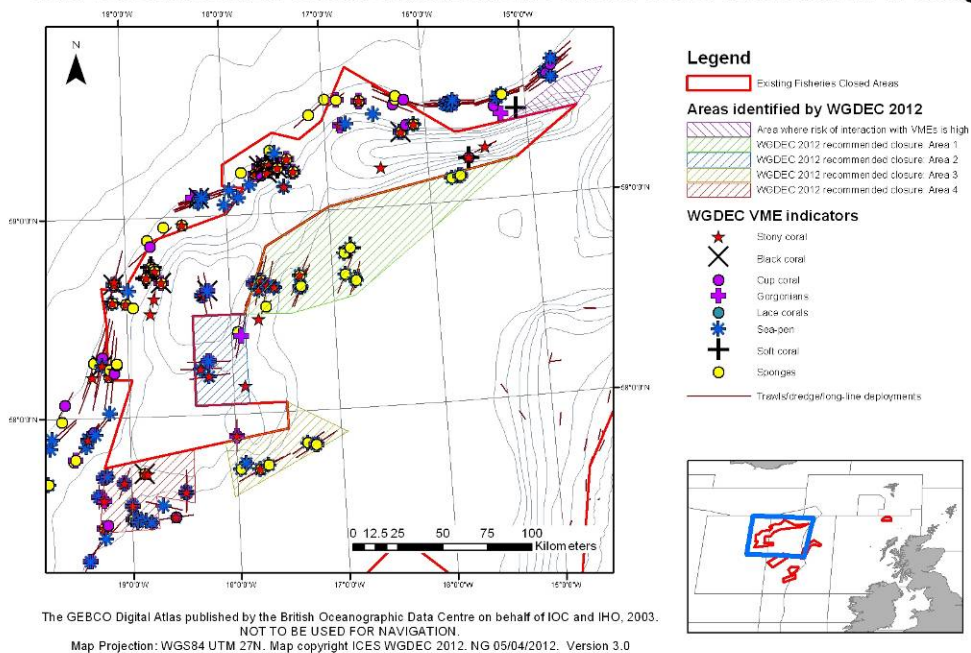 19°0'0"W 18°0'0"W 17°0'0"W 16°0'0"W 15°0'0"W
N
59°0'0"N 59°0'0"N
58°0'0"N 58°0'0"N
0 12.5 25 50 75 100
Kilometers
19°0'0"W 18°0'0"W 17°0'0"W 16°0'0"W 15°0'0"W
Legend
Existing Fisheries Closed Areas
Areas identified by WGDEC 2012
Area where risk of interaction with VMEs is high
WGDEC 2012 recommended closure: Area 1
WGDEC 2012 recommended closure: Area 2
WGDEC 2012 recommended closure: Area 3
WGDEC 2012 recommended closure: Area 4
WGDEC VME indicators
Stony coral
Black coral
Cup coral
Gorgonians
Lace corals
Sea-pen
Soft coral
Sponges
Trawls/dredge/long-line deployments
The GEBCO Digital Atlas published by the British Oceanographic Data Centre on behalf of IOC and IHO, 2003.
NOT TO BE USED FOR NAVIGATION.
Map Projection: WGS84 UTM 27N. Map copyright ICES WGDEC 2012. NG 05/04/2012. Version 3.0